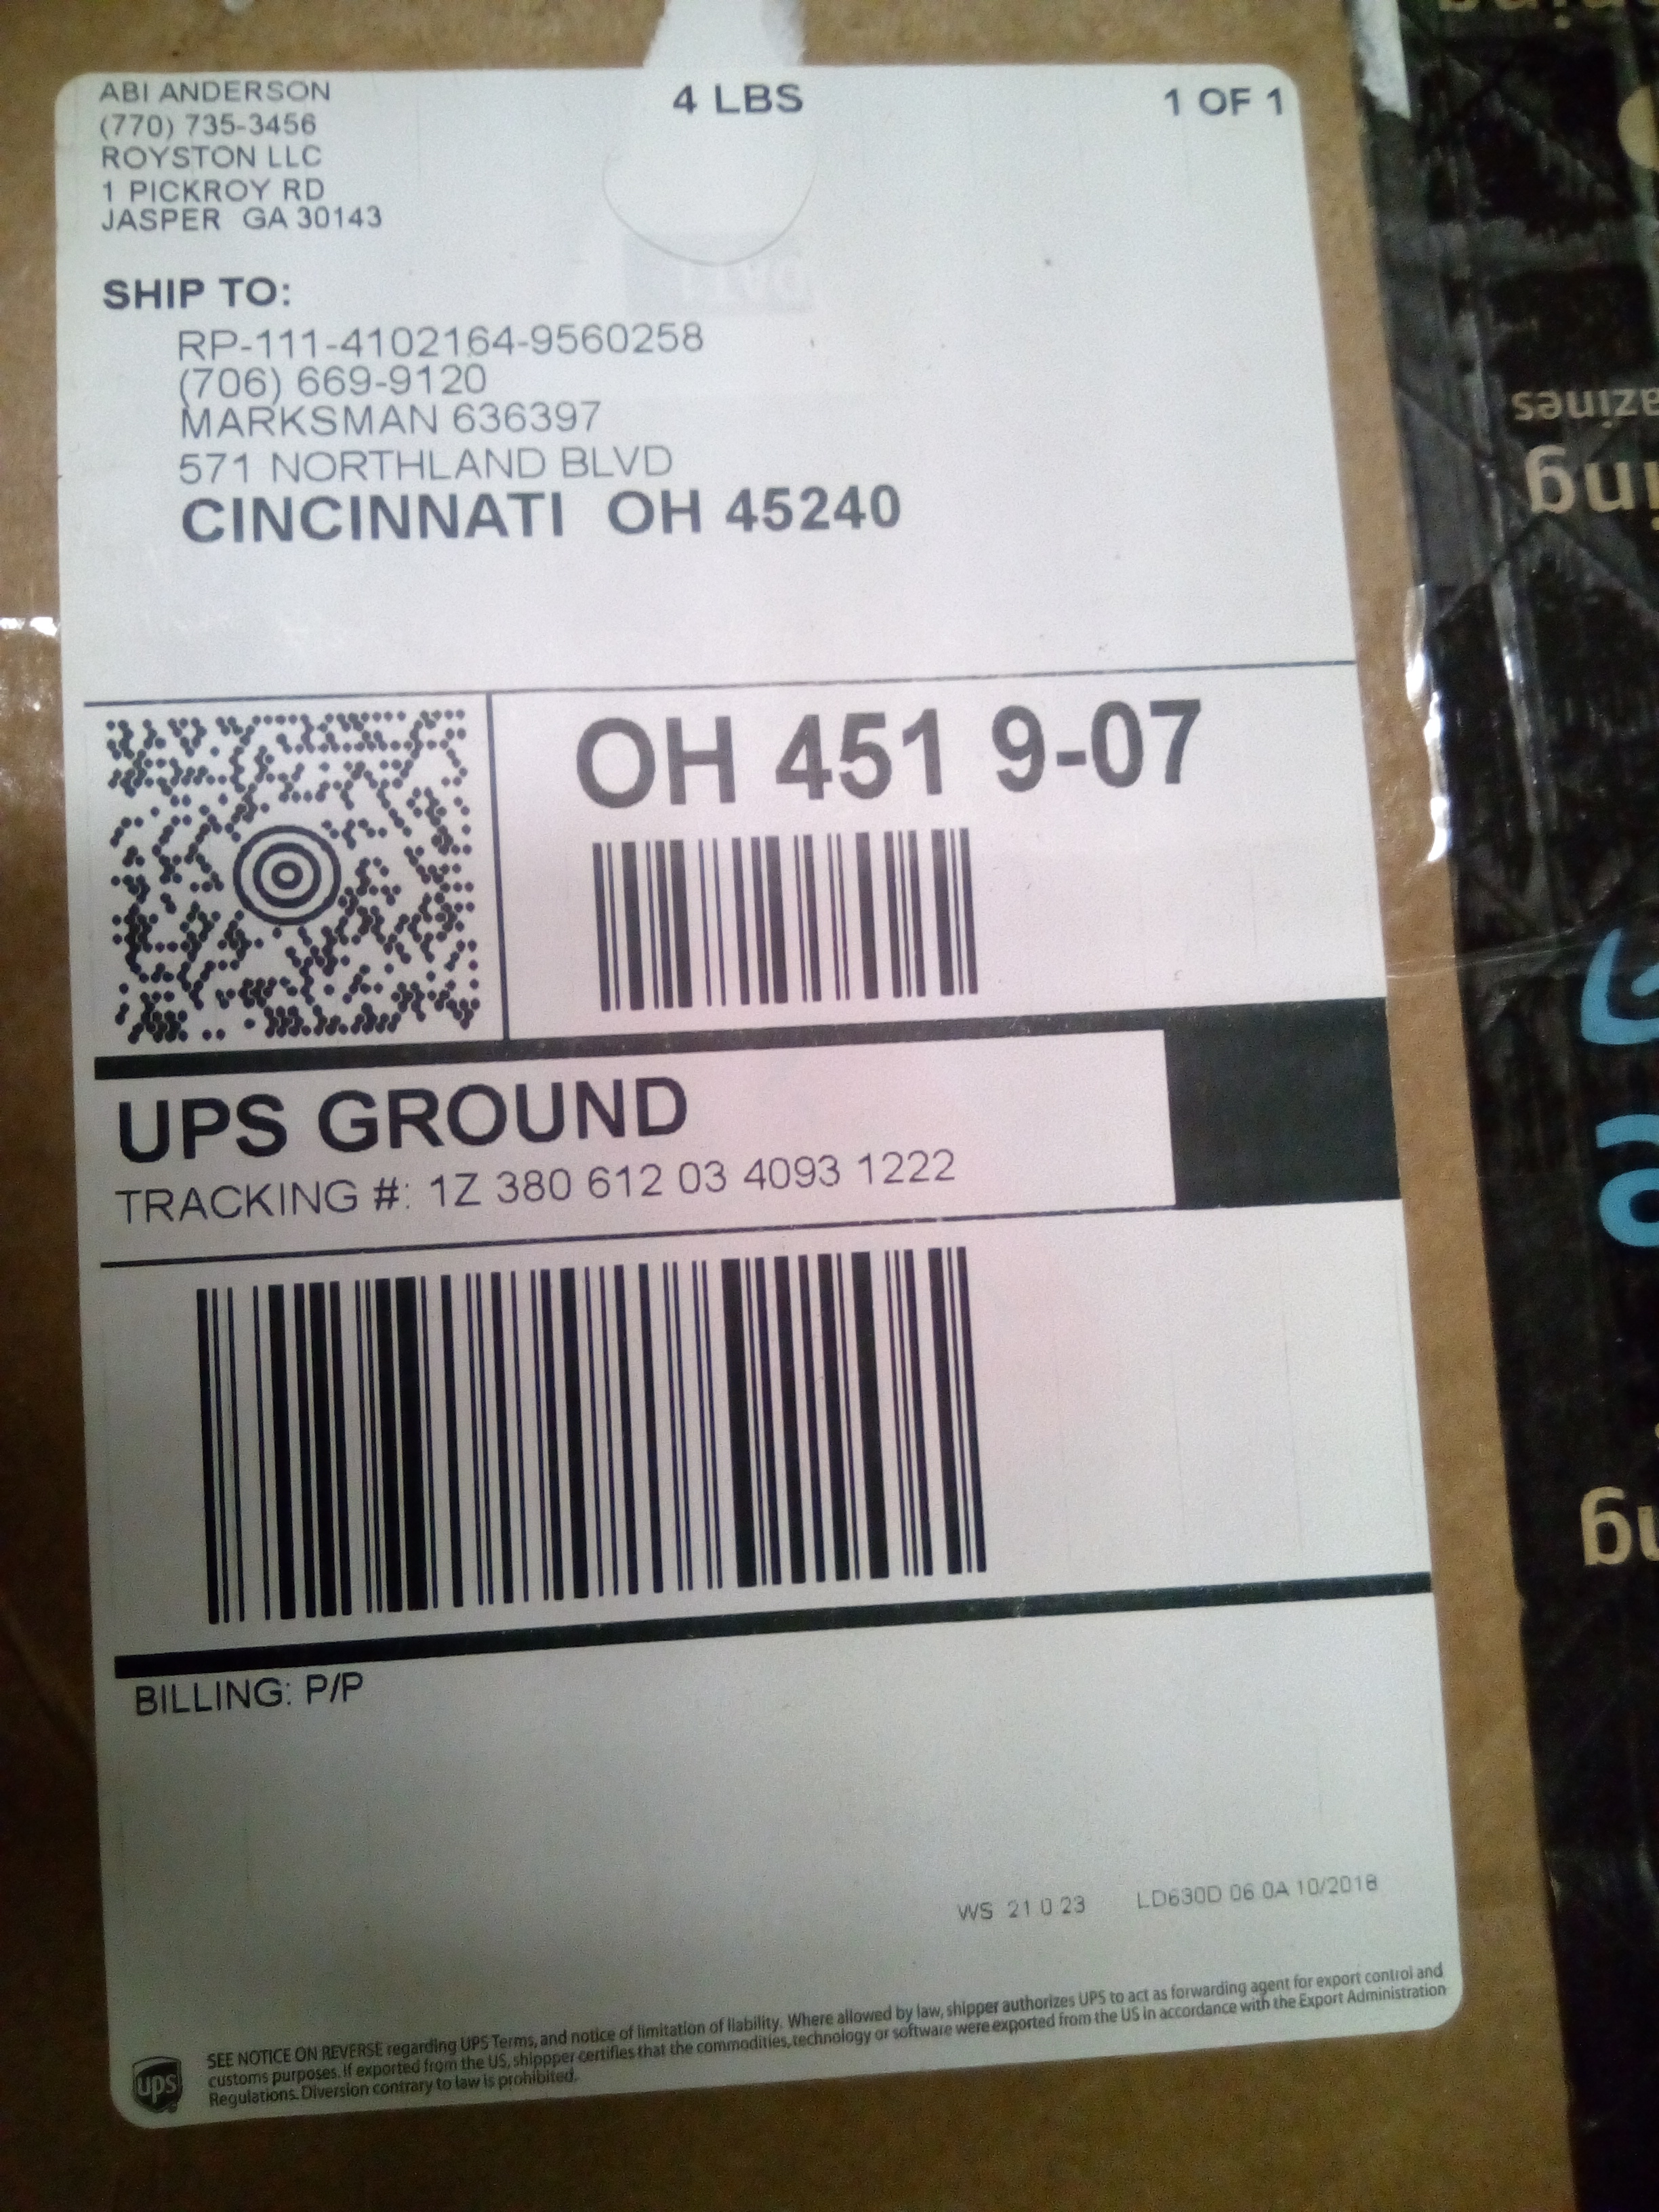 ABI ANDERSON
(770) 735-3456
ROYSTON LLC
1 PICKROY RD
JASPER GA 30143
4 LBS
1 OF 1
SHIP TO:
RP-111-4102164-9560258
(706) 669-9120
MARKSMAN 636397
571 NORTHLAND BLVD
CINCINNATI OH 45240
OH 451 9-07
UPS GROUND
TRACKING #: 1Z 380 612 03 4093 1222
BILLING: P/P
WS 21 0 23 LD630D 06.0A 10/2018
SEE NOTICE ON REVERSE regarding UPS Terms, and notice of limitation of liability. Where allowed by law, shipper authorizes UPS to act as forwarding agent for export control and
customs purposes. If exported from the US, shippper certifies that the commodities, technology or software were exported from the US in accordance with the Export Administration
Regulations. Diversion contrary to law is prohibited.
ups